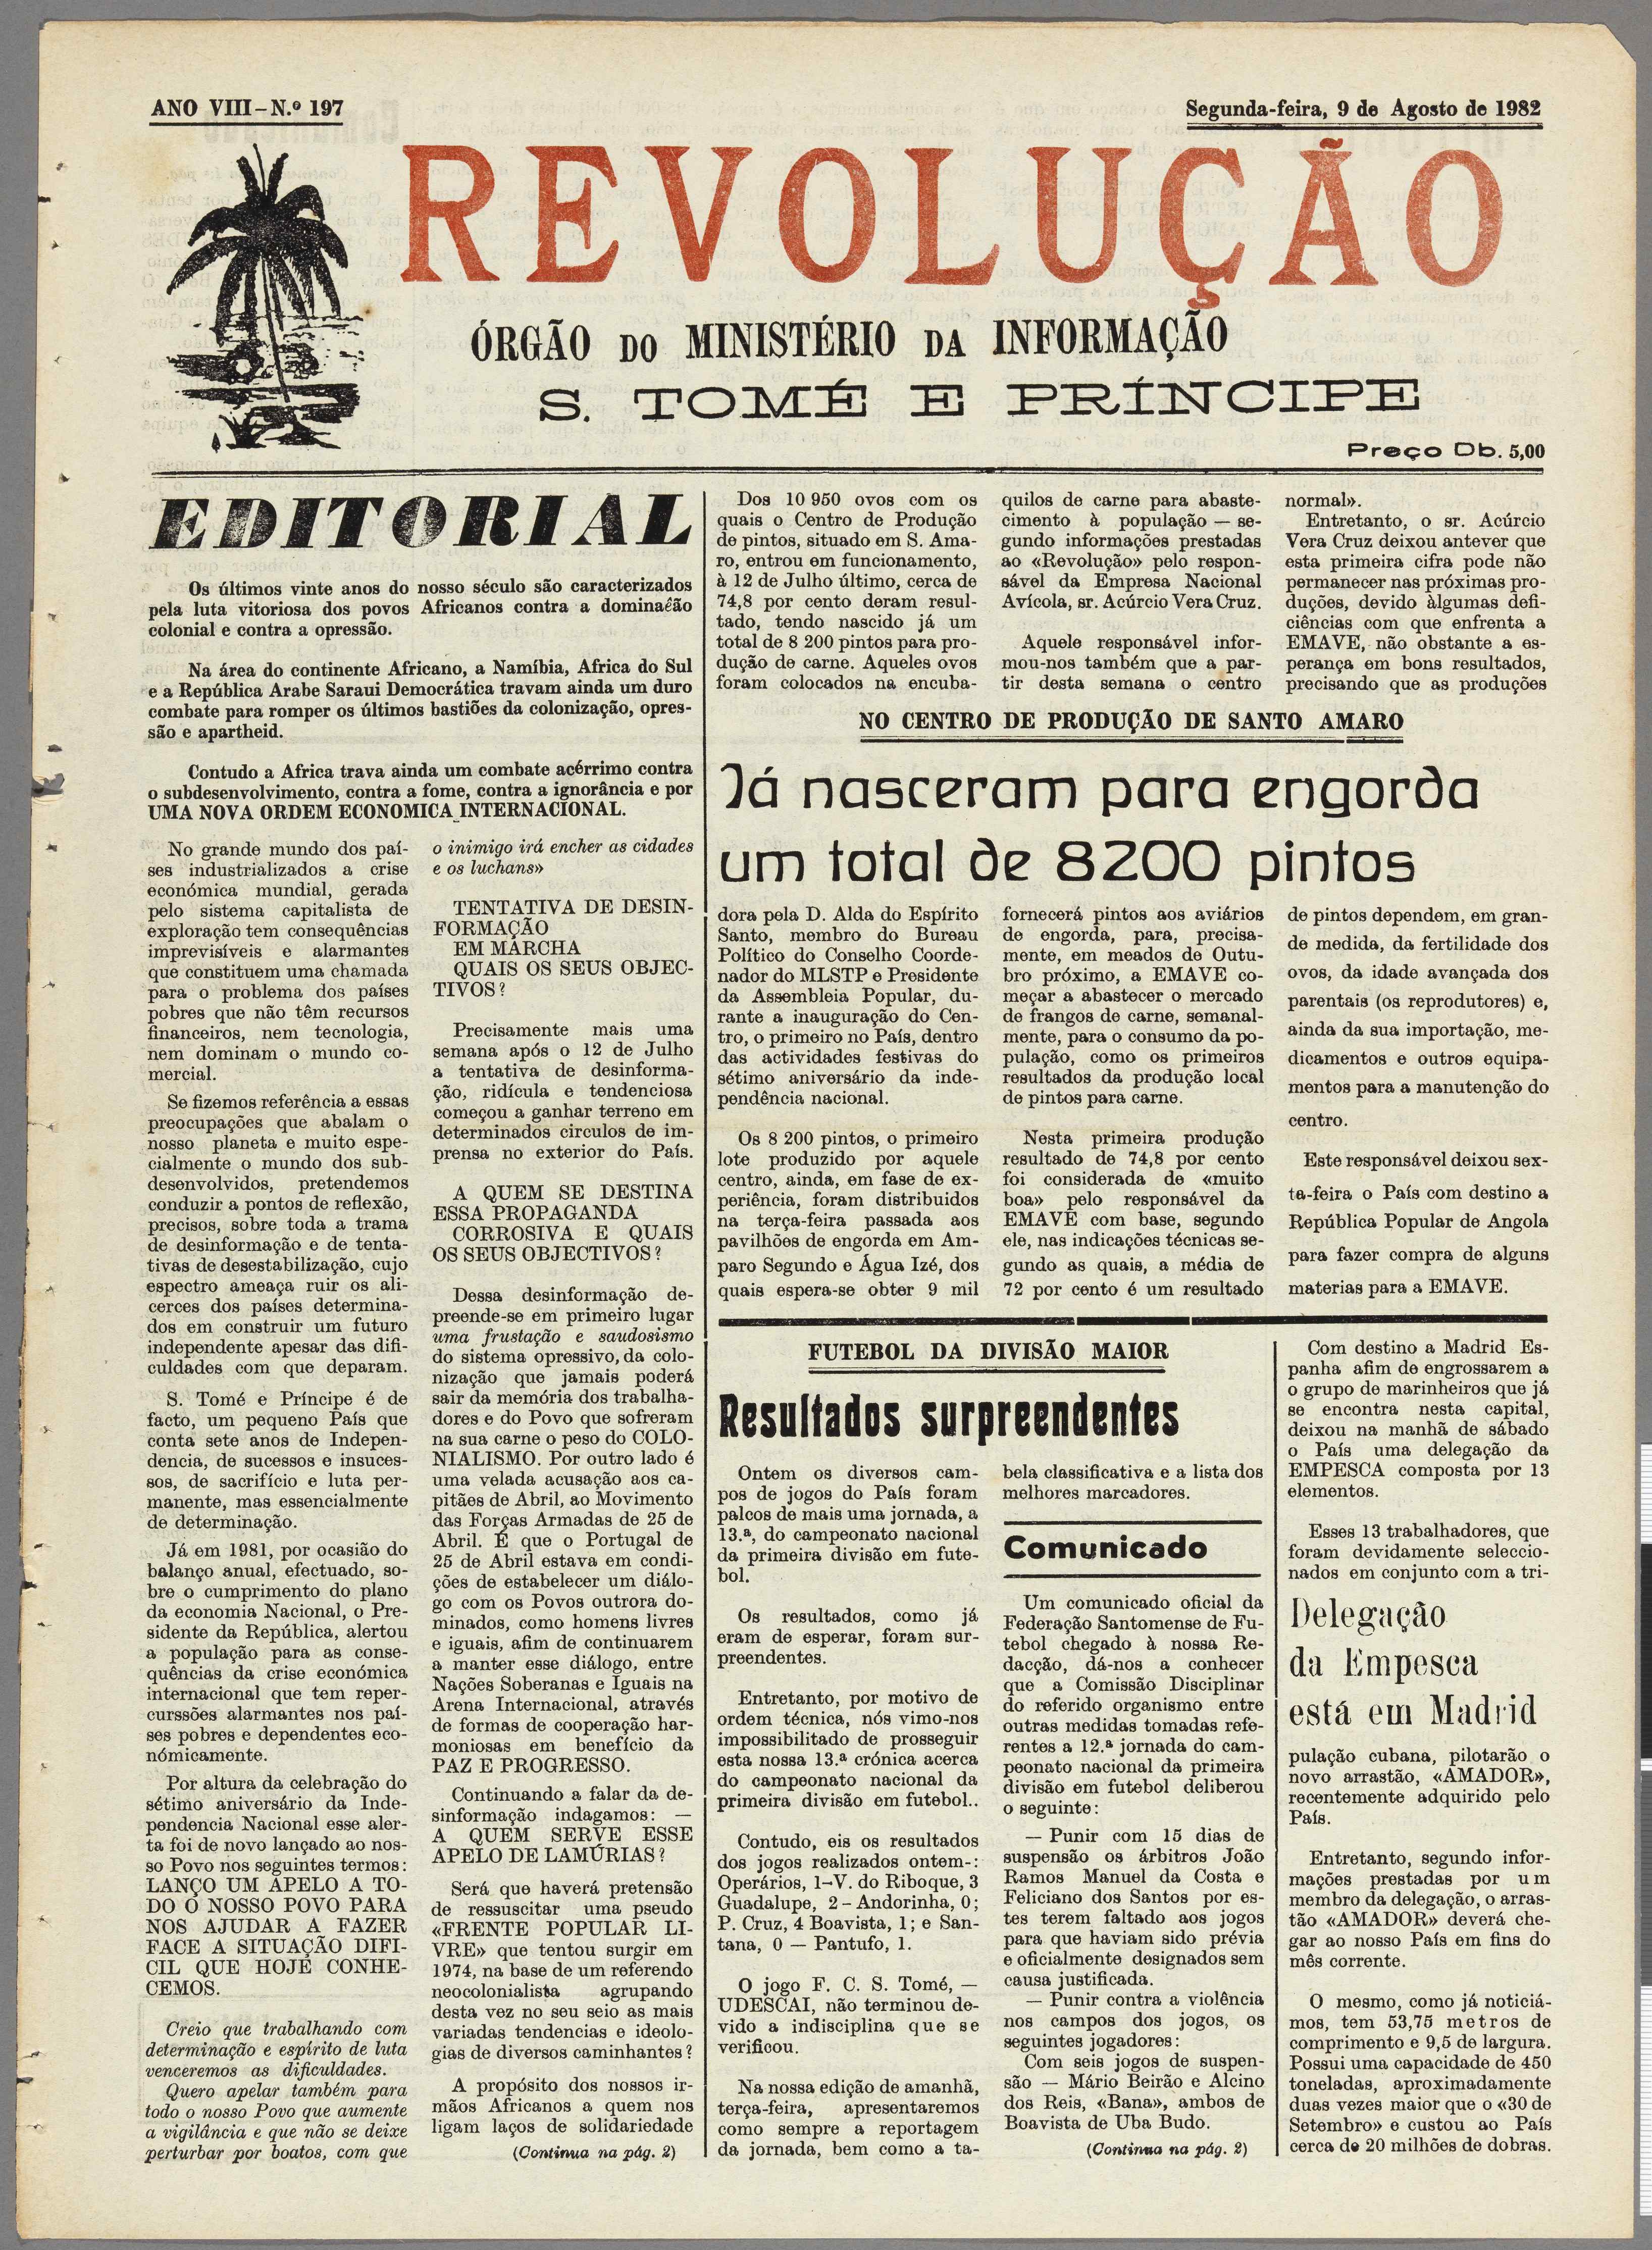 ANO VIII – N.º 197
Segunda-feira, 9 de Agosto de 1982
REVOLUÇÃO
ÓRGÃO DO MINISTÉRIO DA INFORMAÇÃO
S. TOMÉ E PRÍNCIPE
Preço Db. 5,00
EDITORIAL
Os últimos vinte anos do nosso século são caracterizados
pela luta vitoriosa dos povos Africanos contra a dominaéão
colonial e contra a opressão.
Na área do continente Africano, a Namíbia, Africa do Sul
e a República Arabe Saraui Democrática travam ainda um duro
combate para romper os últimos bastiões da colonização, opres-
são e apartheid.
Contudo a Africa trava ainda um combate acérrimo contra
o subdesenvolvimento, contra a fome, contra a ignorância e por
UMA NOVA ORDEM ECONOMICA INTERNACIONAL.
No grande mundo dos paí-
ses industrializados a crise
económica mundial, gerada
pelo sistema capitalista de
exploração tem consequências
imprevisíveis e alarmantes
que constituem uma chamada
para o problema dos países
pobres que não têm recursos
financeiros, nem tecnologia,
nem dominam o mundo co-
mercial.
Se fizemos referência a essas
preocupações que abalam o
nosso planeta e muito espe-
cialmente o mundo dos sub-
desenvolvidos, pretendemos
conduzir a pontos de reflexão,
precisos, sobre toda a trama
de desinformação e de tenta-
tivas de desestabilização, cujo
espectro ameaça ruir os ali-
cerces dos países determina-
dos em construir um futuro
independente apesar das difi-
culdades com que deparam.
S. Tomé e Príncipe é de
facto, um pequeno País que
conta sete anos de Indepen-
dencia, de sucessos e insuces-
sos, de sacrifício e luta per-
manente, mas essencialmente
de determinação.
Já em 1981, por ocasião do
balanço anual, efectuado, so-
bre o cumprimento do plano
da economia Nacional, o Pre-
sidente da República, alertou
a população para as conse-
quências da crise económica
internacional que tem reper-
curssões alarmantes nos paí-
ses pobres e dependentes eco-
nómicamente.
Por altura da celebração do
sétimo aniversário da Inde-
pendencia Nacional esse aler-
ta foi de novo lançado ao nos-
so Povo nos seguintes termos:
LANÇO UM APELO A TO-
DO O NOSSO POVO PARA
NOS AJUDAR A FAZER
FACE A SITUAÇÃO DIFI-
CIL QUE HOJE CONHE-
CEMOS.
Creio que trabalhando com
determinação e espírito de luta
venceremos as dificuldades.
Quero apelar também para
todo o nosso Povo que aumente
a vigilância e que não se deixe
perturbar por boatos, com que
o inimigo irá encher as cidades
e os luchans»
TENTATIVA DE DESIN-
FORMAÇÃO
EM MARCHA
QUAIS OS SEUS OBJEC-
TIVOS?
Precisamente mais uma
semana após o 12 de Julho
a tentativa de desinforma-
ção, ridícula e tendenciosa
começou a ganhar terreno em
determinados circulos de im-
prensa no exterior do País.
A QUEM SE DESTINA
ESSA PROPAGANDA
CORROSIVA E QUAIS
OS SEUS OBJECTIVOS?
Dessa desinformação de-
preende-se em primeiro lugar
uma frustação e saudosismo
do sistema opressivo, da colo-
nização que jamais poderá
sair da memória dos trabalha-
dores e do Povo que sofreram
na sua carne o peso do COLO-
NIALISMO. Por outro lado é
uma velada acusação aos ca-
pitães de Abril, ao Movimento
das Forças Armadas de 25 de
Abril. É que o Portugal de
25 de Abril estava em condi-
ções de estabelecer um diálo-
go com os Povos outrora do-
minados, como homens livres
e iguais, afim de continuarem
a manter esse diálogo, entre
Nações Soberanas e Iguais na
Arena Internacional, através
de formas de cooperação har-
moniosas em benefício da
PAZ E PROGRESSO.
Continuando a falar da de-
sinformação indagamos: —
A QUEM SERVE ESSE
APELO DE LAMÚRIAS?
Será que haverá pretensão
de ressuscitar uma pseudo
«FRENTE POPULAR LI-
VRE» que tentou surgir em
1974, na base de um referendo
neocolonialista agrupando
desta vez no seu seio as mais
variadas tendencias e ideolo-
gias de diversos caminhantes?
A propósito dos nossos ir-
mãos Africanos a quem nos
ligam laços de solidariedade
(Continua na pág. 2)
Dos 10 950 ovos com os
quais o Centro de Produção
de pintos, situado em S. Ama-
ro, entrou em funcionamento,
à 12 de Julho último, cerca de
74,8 por cento deram resul-
tado, tendo nascido já um
total de 8 200 pintos para pro-
dução de carne. Aqueles ovos
foram colocados na encuba-
quilos de carne para abaste-
cimento à população — se-
gundo informações prestadas
ao «Revolução» pelo respon-
sável da Empresa Nacional
Avícola, sr. Acúrcio Vera Cruz.
Aquele responsável infor-
mou-nos também que a par-
tir desta semana o centro
normal».
Entretanto, o sr. Acúrcio
Vera Cruz deixou antever que
esta primeira cifra pode não
permanecer nas próximas pro-
duções, devido àlgumas defi-
ciências com que enfrenta a
EMAVE, não obstante a es-
perança em bons resultados,
precisando que as produções
NO CENTRO DE PRODUÇÃO DE SANTO AMARO
Já nasceram para engorda
um total de 8200 pintos
dora pela D. Alda do Espírito
Santo, membro do Bureau
Político do Conselho Coorde-
nador do MLSTP e Presidente
da Assembleia Popular, du-
rante a inauguração do Cen-
tro, o primeiro no País, dentro
das actividades festivas do
sétimo aniversário da inde-
pendência nacional.
Os 8 200 pintos, o primeiro
lote produzido por aquele
centro, ainda, em fase de ex-
periência, foram distribuidos
na terça-feira passada aos
pavilhões de engorda em Am-
paro Segundo e Água Izé, dos
quais espera-se obter 9 mil
fornecerá pintos aos aviários
de engorda, para, precisa-
mente, em meados de Outu-
bro próximo, a EMAVE co-
meçar a abastecer o mercado
de frangos de carne, semanal-
mente, para o consumo da po-
pulação, como os primeiros
resultados da produção local
de pintos para carne.
Nesta primeira produção
resultado de 74,8 por cento
foi considerada de «muito
boa» pelo responsável da
EMAVE com base, segundo
ele, nas indicações técnicas se-
gundo as quais, a média de
72 por cento é um resultado
de pintos dependem, em gran-
de medida, da fertilidade dos
ovos, da idade avançada dos
parentais (os reprodutores) e,
ainda da sua importação, me-
dicamentos e outros equipa-
mentos para a manutenção do
centro.
Este responsável deixou sex-
ta-feira o País com destino a
República Popular de Angola
para fazer compra de alguns
materias para a EMAVE.
FUTEBOL DA DIVISÃO MAIOR
Resultados surpreendentes
Ontem os diversos cam-
pos de jogos do País foram
palcos de mais uma jornada, a
13.ª, do campeonato nacional
da primeira divisão em fute-
bol.
Os resultados, como já
eram de esperar, foram sur-
preendentes.
Entretanto, por motivo de
ordem técnica, nós vimo-nos
impossibilitado de prosseguir
esta nossa 13.ª crónica acerca
do campeonato nacional da
primeira divisão em futebol..
Contudo, eis os resultados
dos jogos realizados ontem-:
Operários, 1–V. do Riboque, 3
Guadalupe, 2 – Andorinha, 0;
P. Cruz, 4 Boavista, 1; e San-
tana, 0 — Pantufo, 1.
O jogo F. C. S. Tomé, —
UDESCAI, não terminou de-
vido a indisciplina que se
verificou.
Na nossa edição de amanhã,
terça-feira, apresentaremos
como sempre a reportagem
da jornada, bem como a ta-
bela classificativa e a lista dos
melhores marcadores.
Comunicado
Um comunicado oficial da
Federação Santomense de Fu-
tebol chegado à nossa Re-
dacção, dá-nos a conhecer
que a Comissão Disciplinar
do referido organismo entre
outras medidas tomadas refe-
rentes a 12.ª jornada do cam-
peonato nacional da primeira
divisão em futebol deliberou
o seguinte:
— Punir com 15 dias de
suspensão os árbitros João
Ramos Manuel da Costa e
Feliciano dos Santos por es-
tes terem faltado aos jogos
para que haviam sido prévia
e oficialmente designados sem
causa justificada.
— Punir contra a violência
nos campos dos jogos, os
seguintes jogadores:
Com seis jogos de suspen-
são — Mário Beirão e Alcino
dos Reis, «Bana», ambos de
Boavista de Uba Budo.
(Continua na pág. 2)
Com destino a Madrid Es-
panha afim de engrossarem a
o grupo de marinheiros que já
se encontra nesta capital,
deixou na manhã de sábado
o País uma delegação da
EMPESCA composta por 13
elementos.
Esses 13 trabalhadores, que
foram devidamente seleccio-
nados em conjunto com a tri-
Delegação
da Empesca
está em Madrid
pulação cubana, pilotarão o
novo arrastão, «AMADOR»,
recentemente adquirido pelo
País.
Entretanto, segundo infor-
mações prestadas por um
membro da delegação, o arras-
tão «AMADOR» deverá che-
gar ao nosso País em fins do
mês corrente.
O mesmo, como já noticiá-
mos, tem 53,75 metros de
comprimento e 9,5 de largura.
Possui uma capacidade de 450
toneladas, aproximadamente
duas vezes maior que o «30 de
Setembro» e custou ao País
cerca de 20 milhões de dobras.